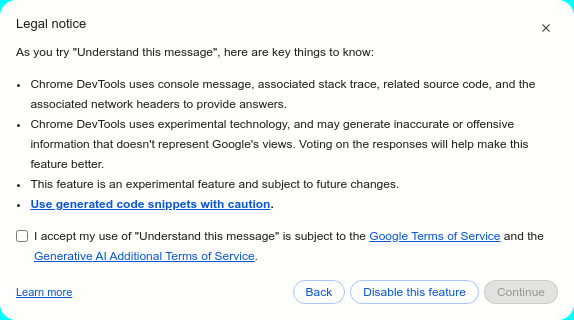 Legal notice
As you try "Understand this message", here are key things to know:
• Chrome DevTools uses console message, associated stack trace, related source code, and the
associated network headers to provide answers.
• Chrome DevTools uses experimental technology, and may generate inaccurate or offensive
information that doesn't represent Google's views. Voting on the responses will help make this
feature better.
• This feature is an experimental feature and subject to future changes.
• Use generated code snippets with caution.
I accept my use of "Understand this message" is subject to the Google Terms of Service and the
Generative AI Additional Terms of Service.
Learn more Back Disable this feature Continue